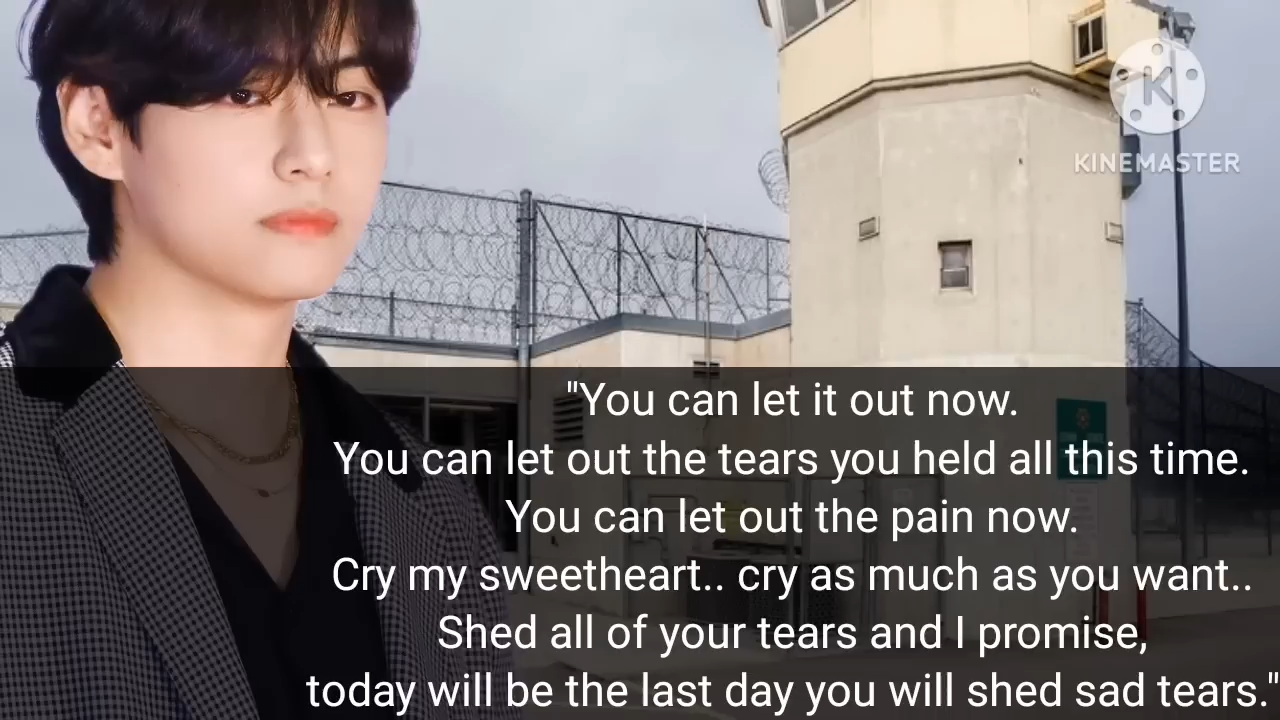 K
KINEMASTER
"You can let it out now.
You can let out the tears you held all this time.
You can let out the pain now.
Cry my sweetheart.. cry as much as you want..
Shed all of your tears and I promise,
today will be the last day you will shed sad tears."